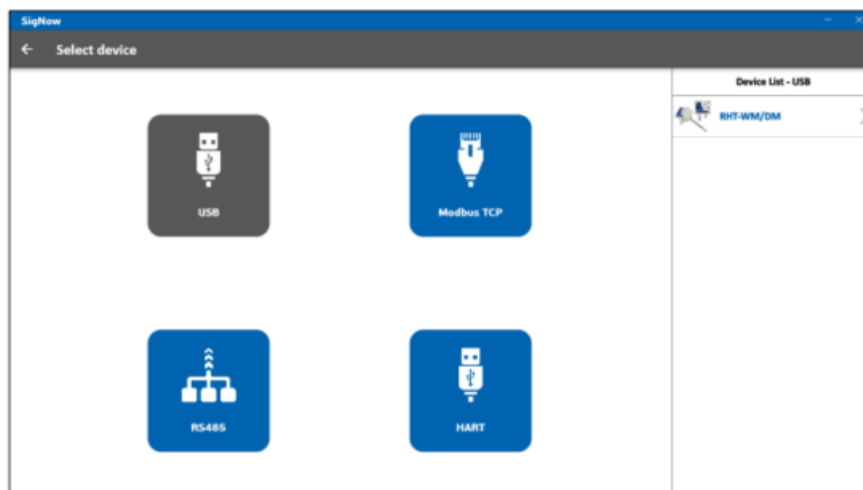 SigNow
Select device
Device List - USB
RHT-WM/DM
USB
Modbus TCP
RS485
HART